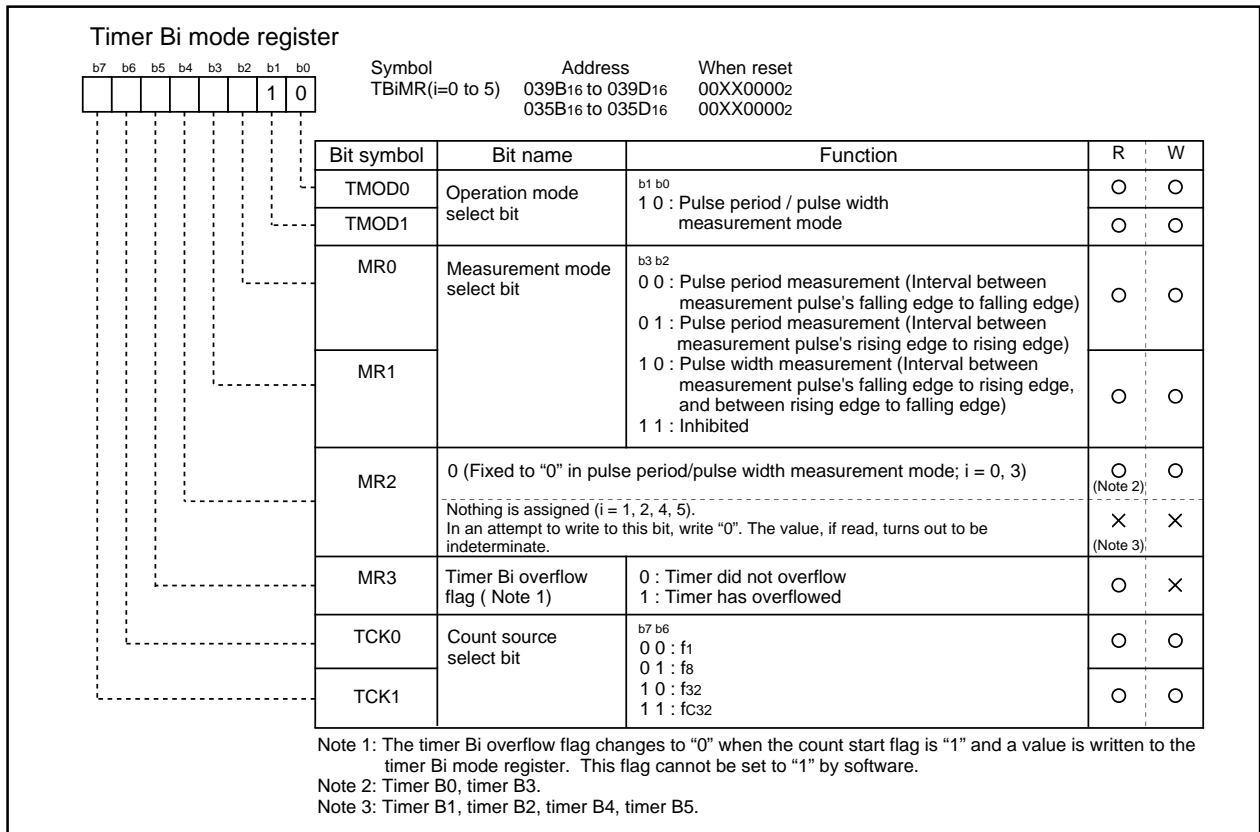 Timer Bi mode register
b7 b6 b5 b4 b3 b2 b1 b0
1 0
Symbol Address When reset
TBiMR(i=0 to 5) 039B16 to 039D16 00XX00002
035B16 to 035D16 00XX00002
Bit symbol Bit name Function R W
TMOD0
TMOD1
Operation mode
select bit
b1 b0
1 0 : Pulse period / pulse width
measurement mode
MR0
MR1
Measurement mode
select bit
b3 b2
0 0 : Pulse period measurement (Interval between
measurement pulse's falling edge to falling edge)
0 1 : Pulse period measurement (Interval between
measurement pulse's rising edge to rising edge)
1 0 : Pulse width measurement (Interval between
measurement pulse's falling edge to rising edge,
and between rising edge to falling edge)
1 1 : Inhibited
MR2
0 (Fixed to “0” in pulse period/pulse width measurement mode; i = 0, 3)
(Note 2)
Nothing is assigned (i = 1, 2, 4, 5).
In an attempt to write to this bit, write “0”. The value, if read, turns out to be
indeterminate.
(Note 3)
MR3
Timer Bi overflow
flag ( Note 1)
0 : Timer did not overflow
1 : Timer has overflowed
TCK0
TCK1
Count source
select bit
b7 b6
0 0 : f1
0 1 : f8
1 0 : f32
1 1 : fC32
Note 1: The timer Bi overflow flag changes to “0” when the count start flag is “1” and a value is written to the
timer Bi mode register. This flag cannot be set to “1” by software.
Note 2: Timer B0, timer B3.
Note 3: Timer B1, timer B2, timer B4, timer B5.